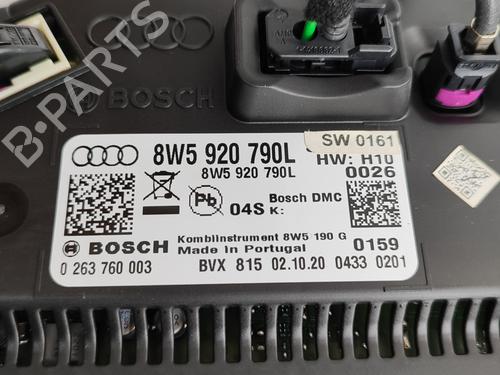 BOSCH
SW 0161
8W5 920 790L
HW: H10
8W5 920 790L
0026
Pb
04S
Bosch DMC
K:
BOSCH
Kombiinstrument 8W5 190 G
Made in Portugal
0159
0 263 760 003
BVX 815 02.10.20 0433 0201
B-PARTS